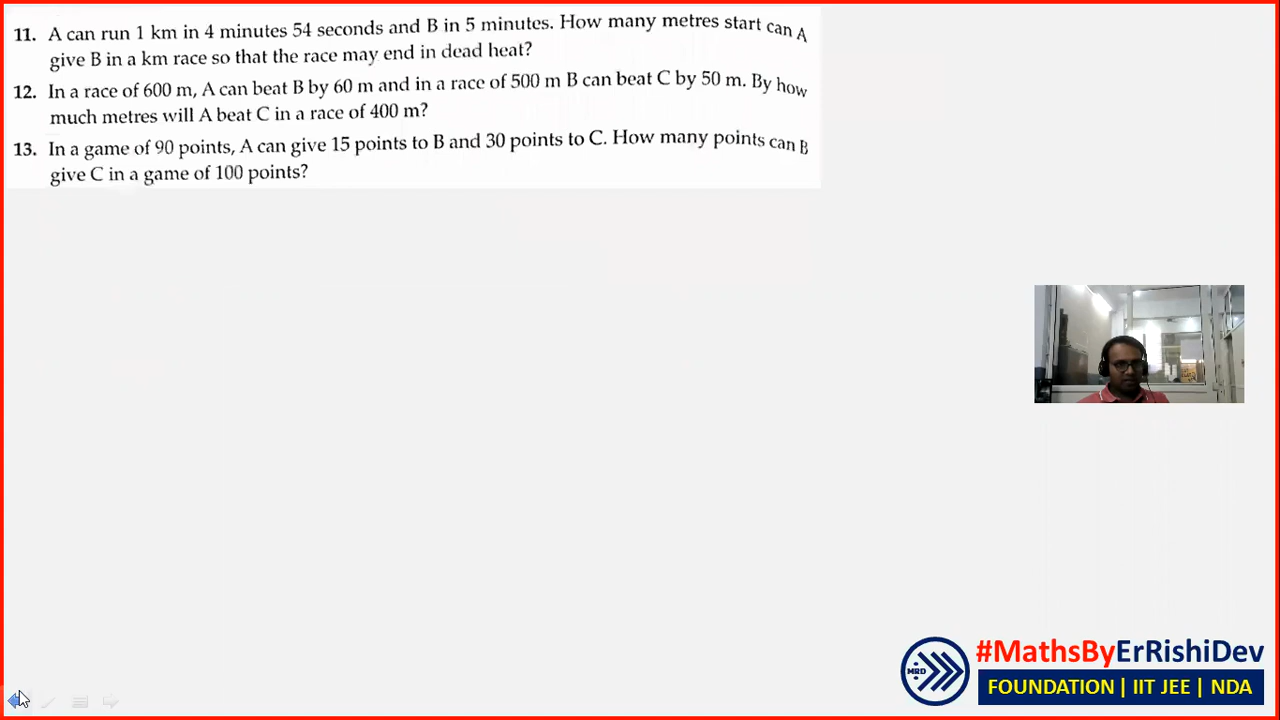 11. A can run 1 km in 4 minutes 54 seconds and B in 5 minutes. How many metres start can A
give B in a km race so that the race may end in dead heat?
12. In a race of 600 m, A can beat B by 60 m and in a race of 500 m B can beat C by 50 m. By how
much metres will A beat C in a race of 400 m?
13. In a game of 90 points, A can give 15 points to B and 30 points to C. How many points can B
give C in a game of 100 points?
#MathsByErRishiDev
MRD
FOUNDATION | IIT JEE | NDA